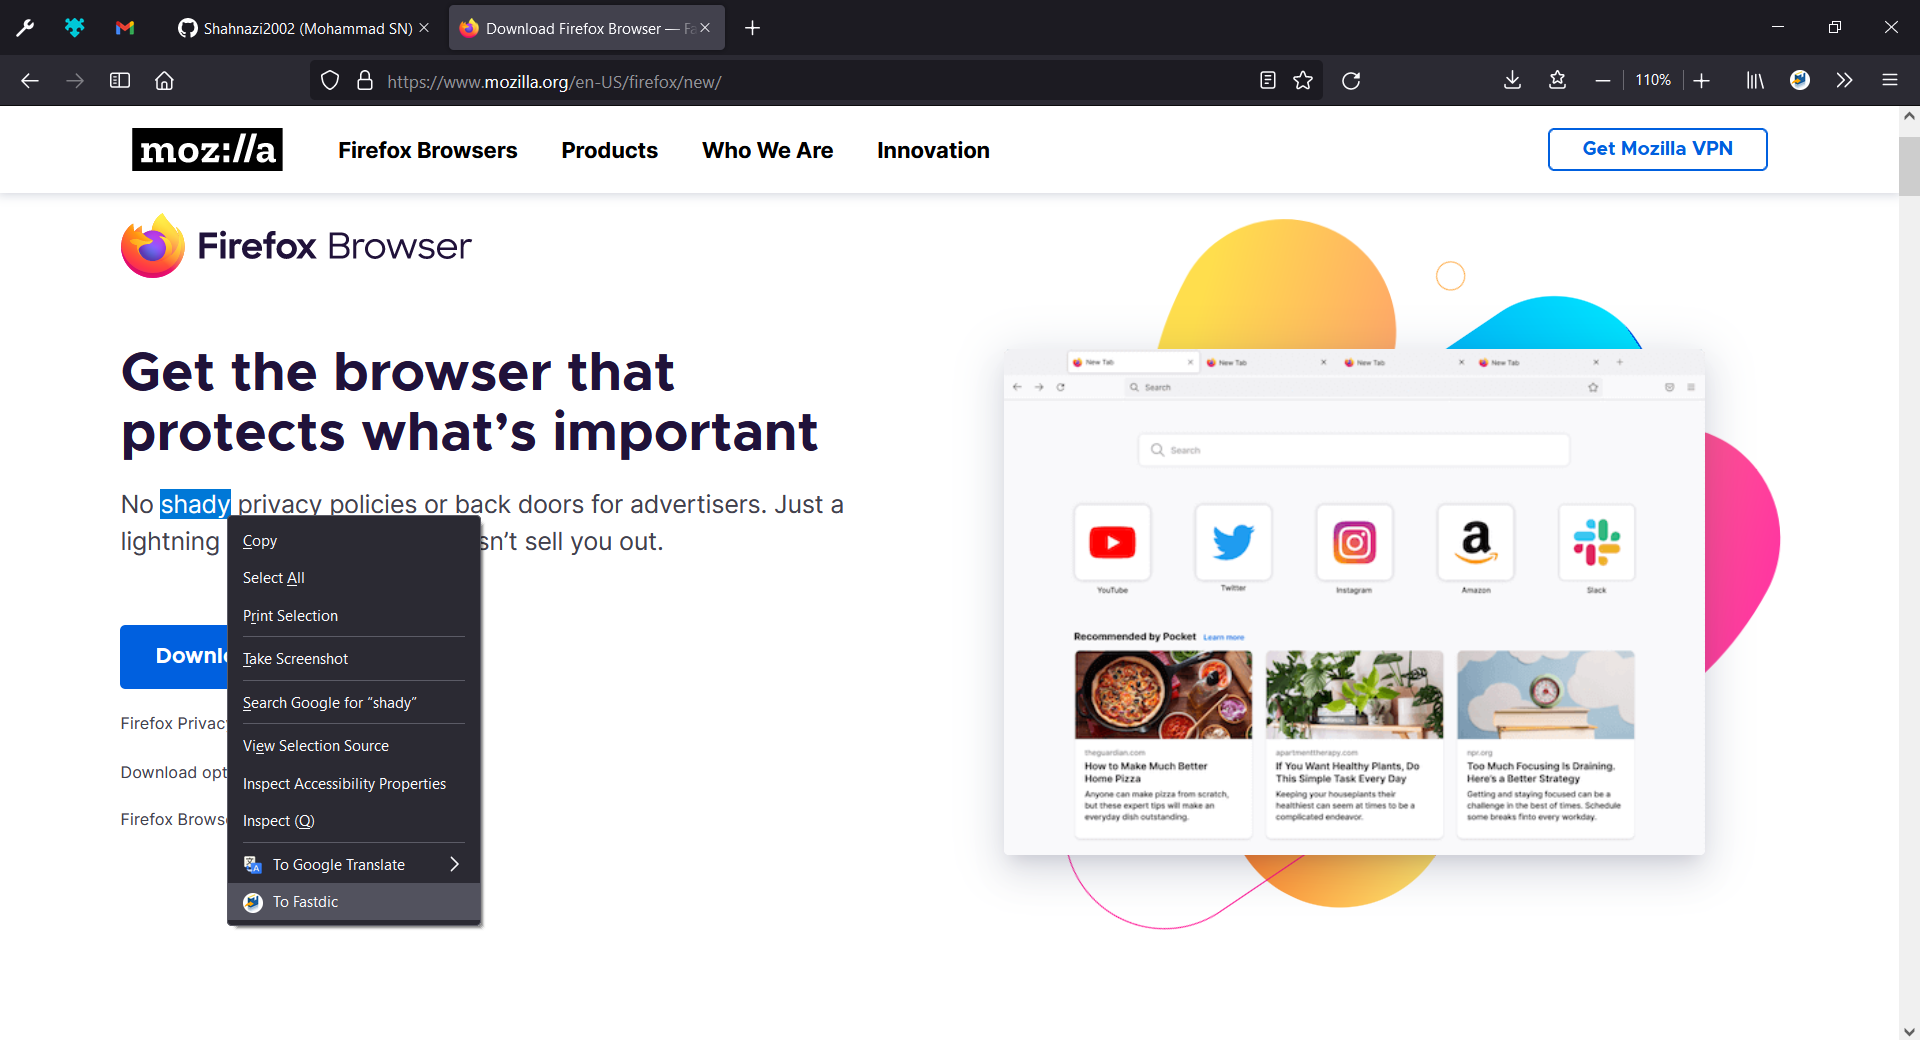 Shahnazi2002 (Mohammad SN)
Download Firefox Browser — Fa
https://www.mozilla.org/en-US/firefox/new/
110%
moz://a
Firefox Browsers
Products
Who We Are
Innovation
Get Mozilla VPN
Firefox Browser
Get the browser that
protects what's important
No shady privacy policies or back doors for advertisers. Just a
lightning
sn't sell you out.
Copy
Select All
Print Selection
Take Screenshot
Search Google for “shady”
View Selection Source
Inspect Accessibility Properties
Inspect (Q)
To Google Translate
To Fastdic
Downl
Firefox Privac
Download opt
Firefox Brows
New Tab
New Tab
New Tab
New Tab
Search
Search
YouTube
Twitter
Instagram
Amazon
Slack
Recommended by Pocket Learn more
theguardian.com
How to Make Much Better
Home Pizza
Anyone can make pizza from scratch,
but these expert tips will make an
everyday dish outstanding.
apartmenttherapy.com
If You Want Healthy Plants, Do
This Simple Task Every Day
Keeping your houseplants their
healthiest can seem at times to be a
complicated endeavor.
npr.org
Too Much Focusing Is Draining.
Here's a Better Strategy
Getting and staying focused can be a
challenge in the best of times. Schedule
some breaks finto every workday.